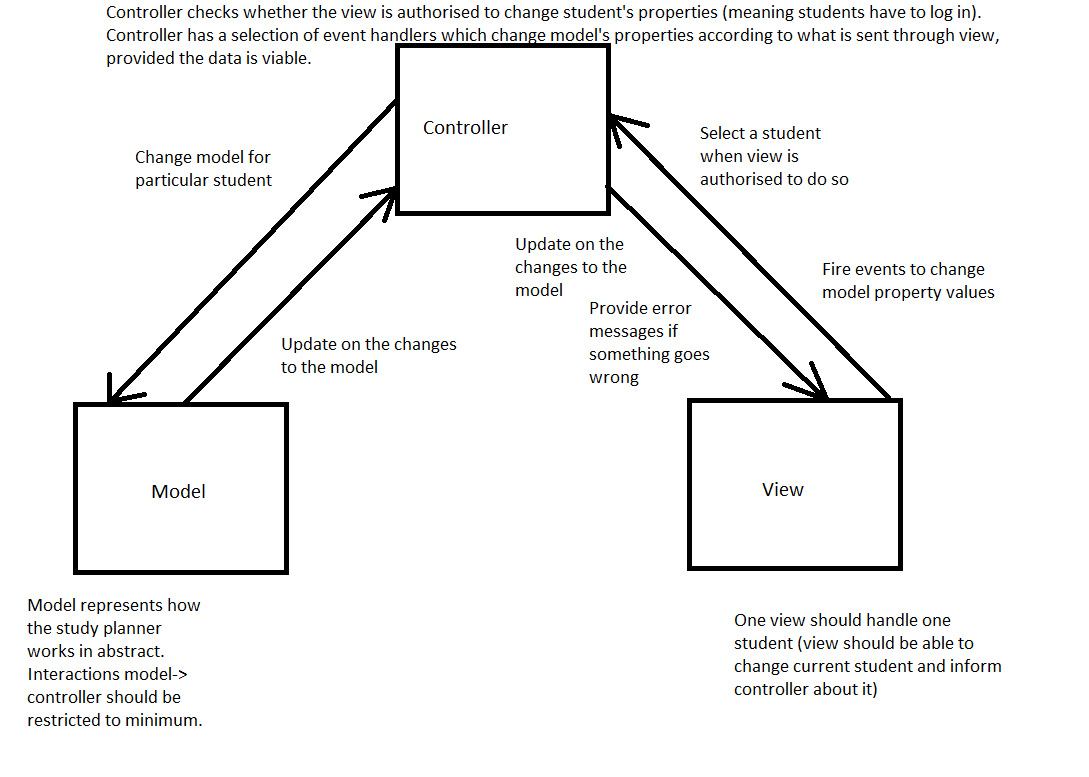 Controller checks whether the view is authorised to change student's properties (meaning students have to log in).
Controller has a selection of event handlers which change model's properties according to what is sent through view,
provided the data is viable.
Controller
Change model for
particular student
Select a student
when view is
authorised to do so
Update on the
changes to the
model
Fire events to change
model property values
Provide error
messages if
something goes
wrong
Update on the changes
to the model
Model
View
Model represents how
the study planner
works in abstract.
Interactions model->
controller should be
restricted to minimum.
One view should handle one
student (view should be able to
change current student and inform
controller about it)